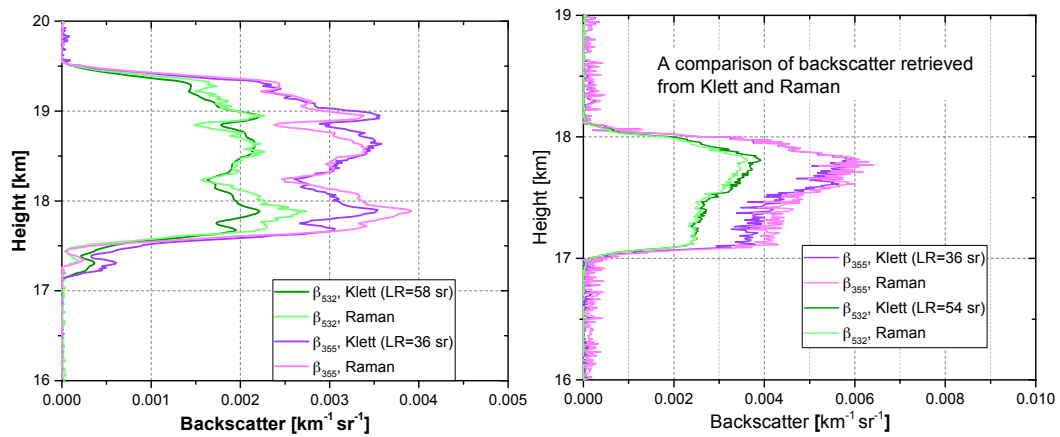 20
19
18
17
16
Height [km]
0.000 0.001 0.002 0.003 0.004 0.005
Backscatter [km⁻¹ sr⁻¹]
β₅₃₂, Klett (LR=58 sr)
β₅₃₂, Raman
β₃₅₅, Klett (LR=36 sr)
β₃₅₅, Raman
19
18
17
16
Height [km]
A comparison of backscatter retrieved
from Klett and Raman
β₃₅₅, Klett (LR=36 sr)
β₃₅₅, Raman
β₅₃₂, Klett (LR=54 sr)
β₅₃₂, Raman
0.000 0.002 0.004 0.006 0.008 0.010
Backscatter [km⁻¹ sr⁻¹]